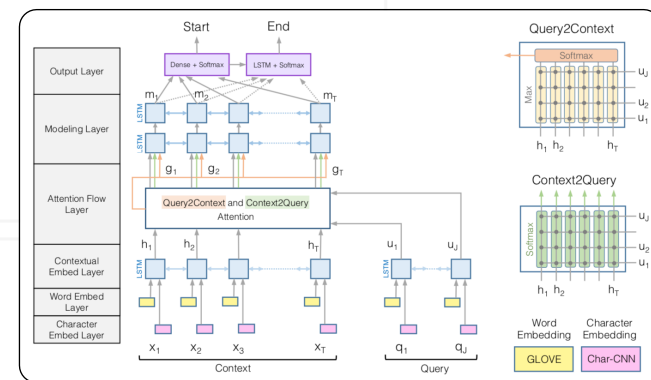 Start End
Query2Context
Output Layer
Dense + Softmax
LSTM + Softmax
Softmax
m1 m2 mT
Max
uJ
u2
u1
Modeling Layer
LSTM
LSTM
h1 h2 hT
g1 g2 gT
Attention Flow
Layer
Query2Context and Context2Query
Attention
Context2Query
Softmax
uJ
u2
u1
h1 h2 hT
h1 h2 hT
u1 uJ
Contextual
Embed Layer
LSTM
LSTM
Word Embed
Layer
Character
Embed Layer
Word
Embedding
Character
Embedding
GLOVE
Char-CNN
x1 x2 x3 xT
q1 qJ
Context
Query